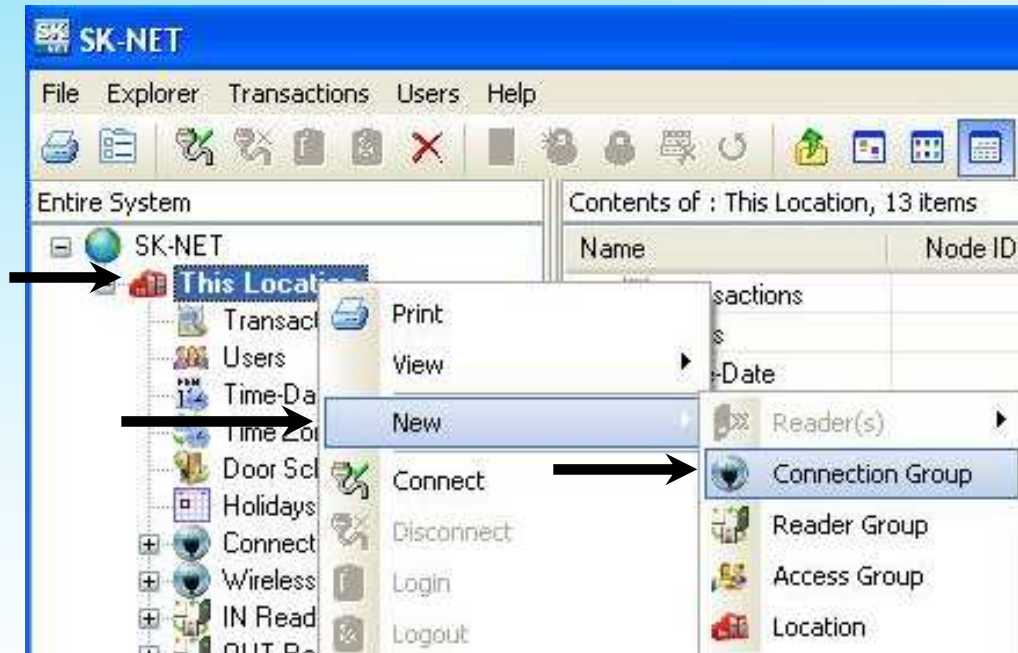 SK-NET
File Explorer Transactions Users Help
Entire System
Contents of : This Location, 13 items
SK-NET
Name Node ID
This Locat
Print
Transact
View
Users
Time-Da
-Date
New
Reader(s)
Door Sc
Connect
Connection Group
Holidays
Connect
Disconnect
Reader Group
Wireless
Login
Access Group
IN Read
Logout
Location